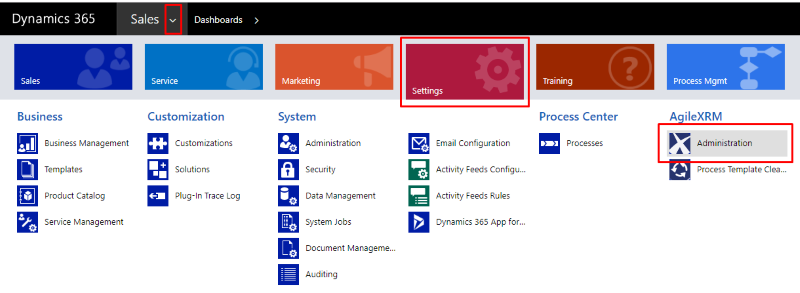 Dynamics 365 Sales Dashboards
Sales Service Marketing Settings Training Process Mgmt
Business Customization System Process Center AgileXRM
Business Management Customizations Administration Email Configuration Processes Administration
Templates Solutions Security Activity Feeds Configu... Process Template Clea...
Product Catalog Plug-In Trace Log Data Management Activity Feeds Rules
Service Management System Jobs Dynamics 365 App for...
Document Manageme...
Auditing